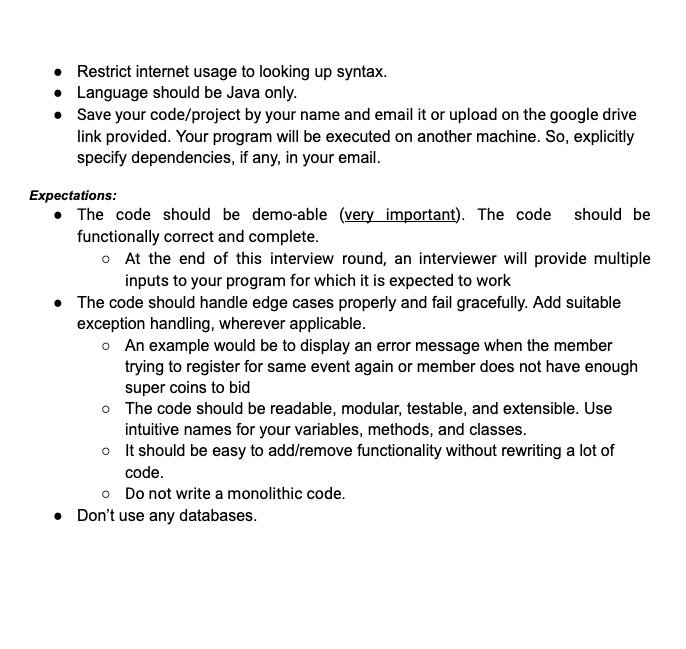 ● Restrict internet usage to looking up syntax.
● Language should be Java only.
● Save your code/project by your name and email it or upload on the google drive
link provided. Your program will be executed on another machine. So, explicitly
specify dependencies, if any, in your email.
Expectations:
● The code should be demo-able (very important). The code should be
functionally correct and complete.
○ At the end of this interview round, an interviewer will provide multiple
inputs to your program for which it is expected to work
● The code should handle edge cases properly and fail gracefully. Add suitable
exception handling, wherever applicable.
○ An example would be to display an error message when the member
trying to register for same event again or member does not have enough
super coins to bid
○ The code should be readable, modular, testable, and extensible. Use
intuitive names for your variables, methods, and classes.
○ It should be easy to add/remove functionality without rewriting a lot of
code.
○ Do not write a monolithic code.
● Don’t use any databases.